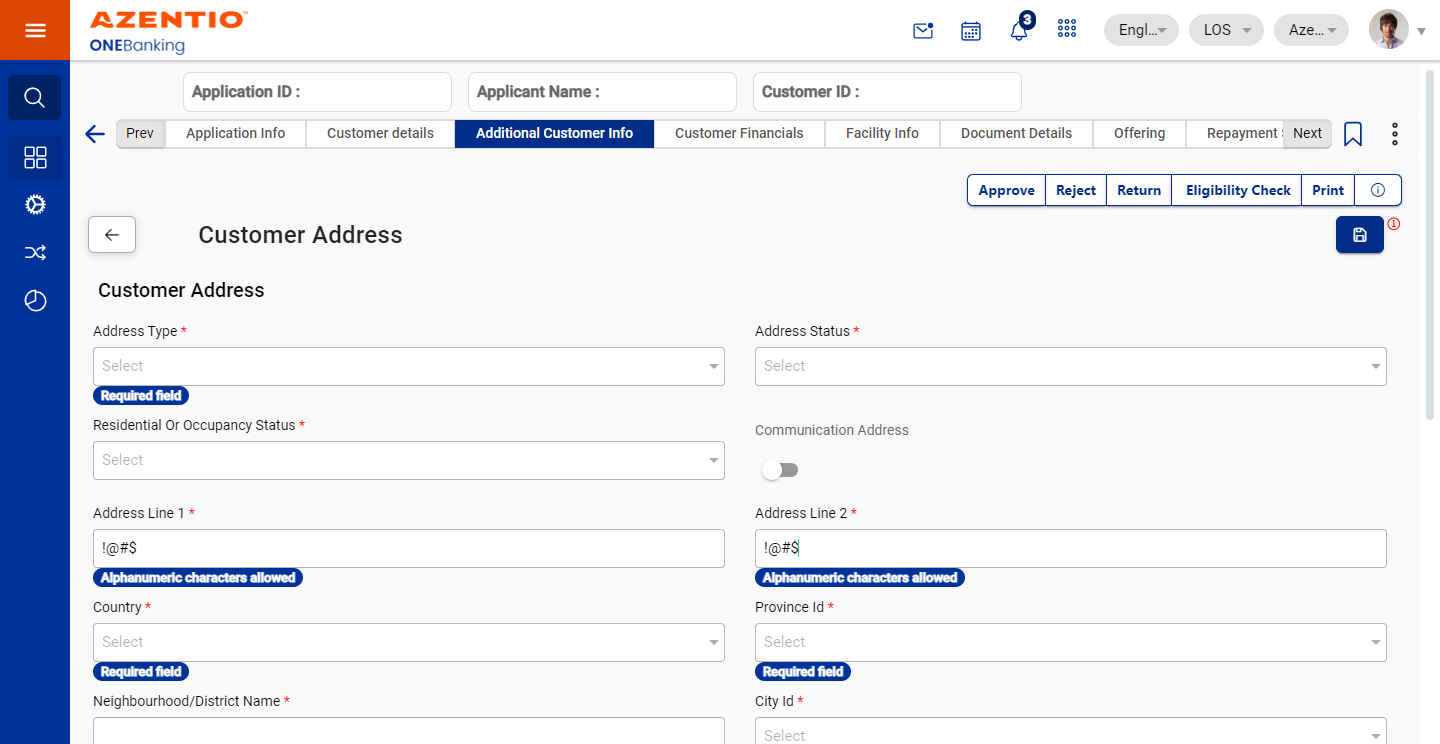 AZENTIO™
ONEBanking
3
Engl...
LOS
Aze...
Application ID :
Applicant Name :
Customer ID :
Prev
Application Info
Customer details
Additional Customer Info
Customer Financials
Facility Info
Document Details
Offering
Repayment
Next
Approve
Reject
Return
Eligibility Check
Print
Customer Address
Customer Address
Address Type *
Address Status *
Select
Select
Required field
Residential Or Occupancy Status *
Communication Address
Select
Address Line 1 *
Address Line 2 *
!@#$
!@#$
Alphanumeric characters allowed
Alphanumeric characters allowed
Country *
Province Id *
Select
Select
Required field
Required field
Neighbourhood/District Name *
City Id *
Select